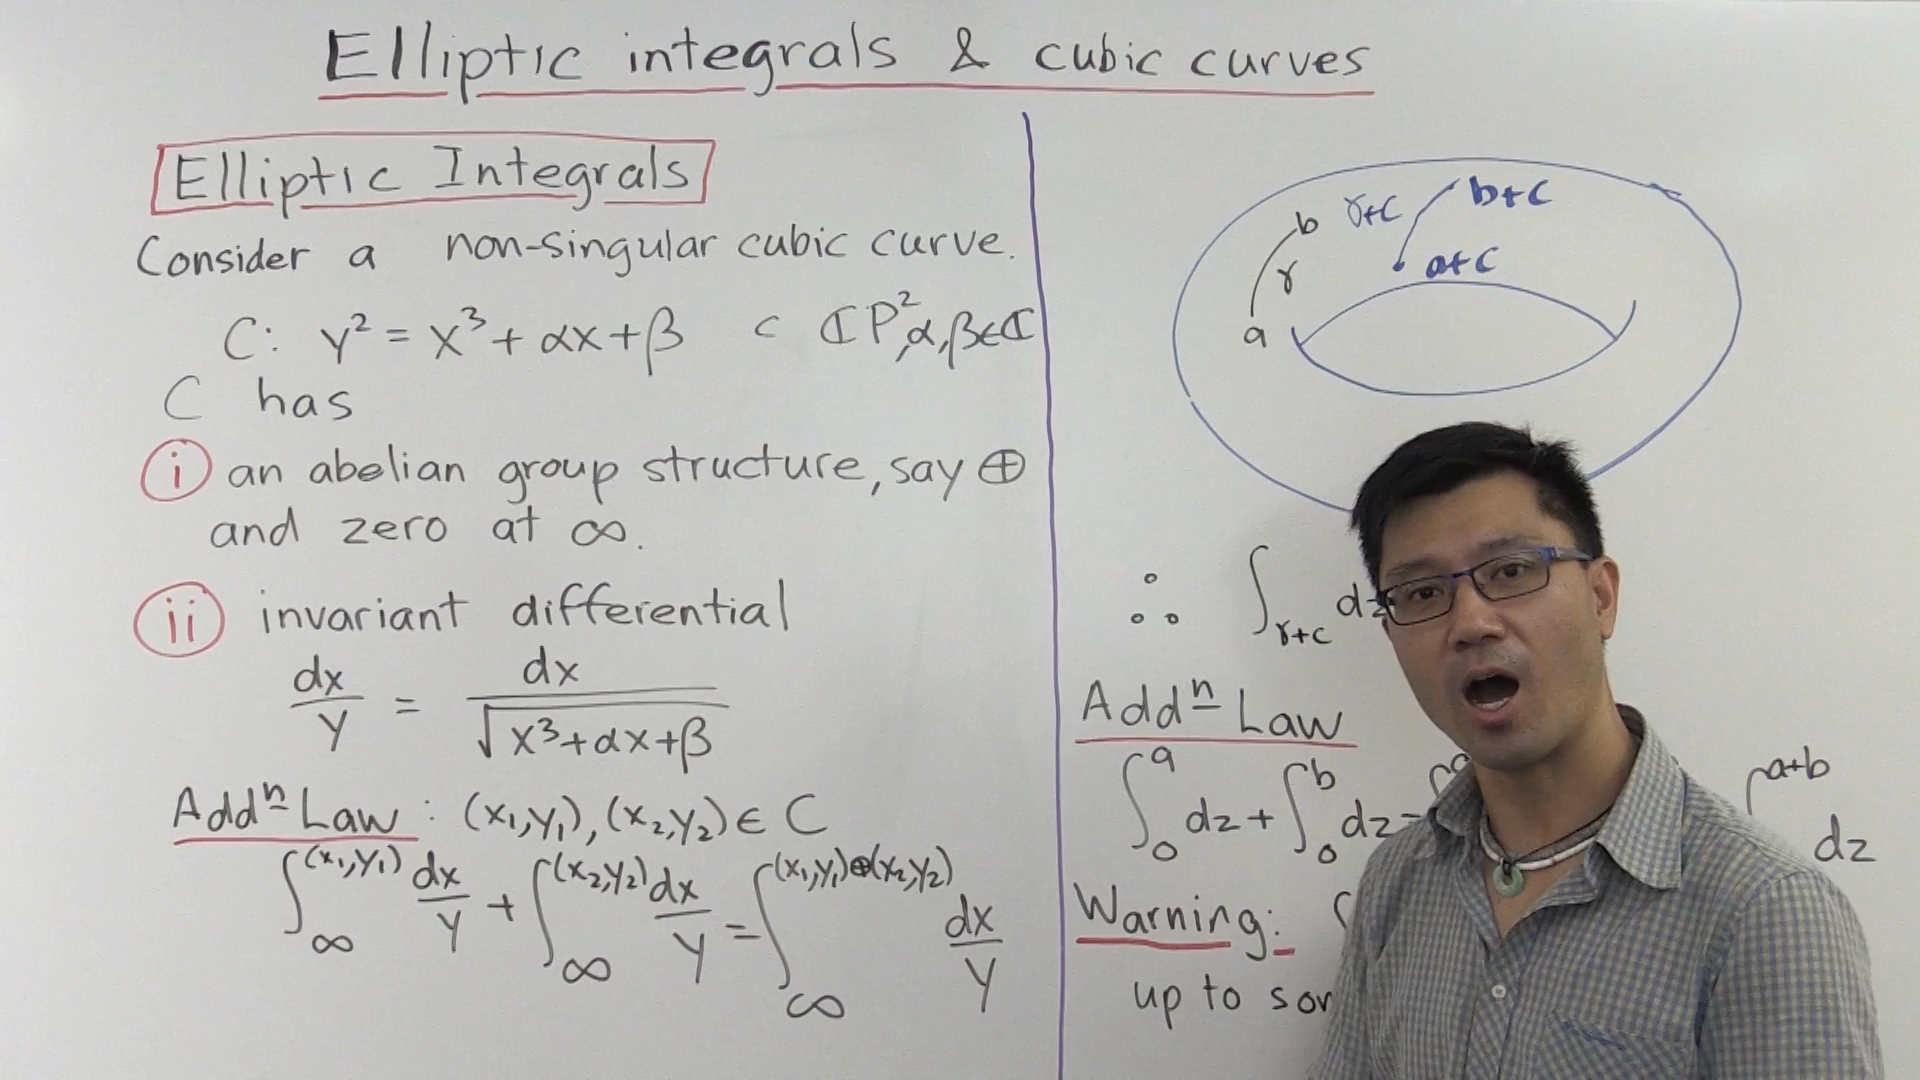 Elliptic integrals & cubic curves
Elliptic Integrals
Consider a non-singular cubic curve.
C: y² = x³ + αx + β ⊂ ℂP², α, β ∈ ℂ
C has
(i) an abelian group structure, say ⊕
and zero at ∞.
(ii) invariant differential
dx/y = dx/√(x³+αx+β)
Addⁿ Law : (x₁,y₁), (x₂,y₂) ∈ C
∫_∞^(x₁,y₁) dx/y + ∫_∞^(x₂,y₂) dx/y = ∫_∞^(x₁,y₁)⊕(x₂,y₂) dx/y
b γ+c b+c
γ a+c
a
∴ ∫_γ+c dz
Addⁿ Law
∫_0^a dz + ∫_0^b dz = ∫^a+b dz
Warning:
up to